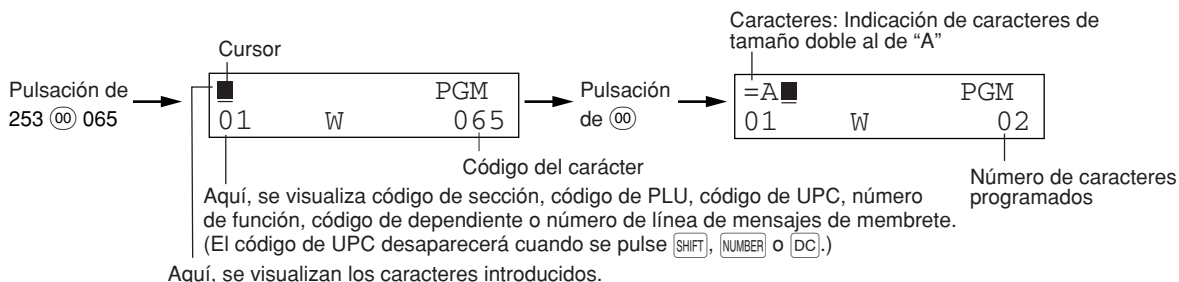 Caracteres: Indicación de caracteres de
tamaño doble al de “A”
Cursor
Pulsación de
253 00 065
PGM
01 W 065
Pulsación
de 00
=A PGM
01 W 02
Código del carácter
Número de caracteres
programados
Aquí, se visualiza código de sección, código de PLU, código de UPC, número
de función, código de dependiente o número de línea de mensajes de membrete.
(El código de UPC desaparecerá cuando se pulse SHIFT, NUMBER o DC.)
Aquí, se visualizan los caracteres introducidos.